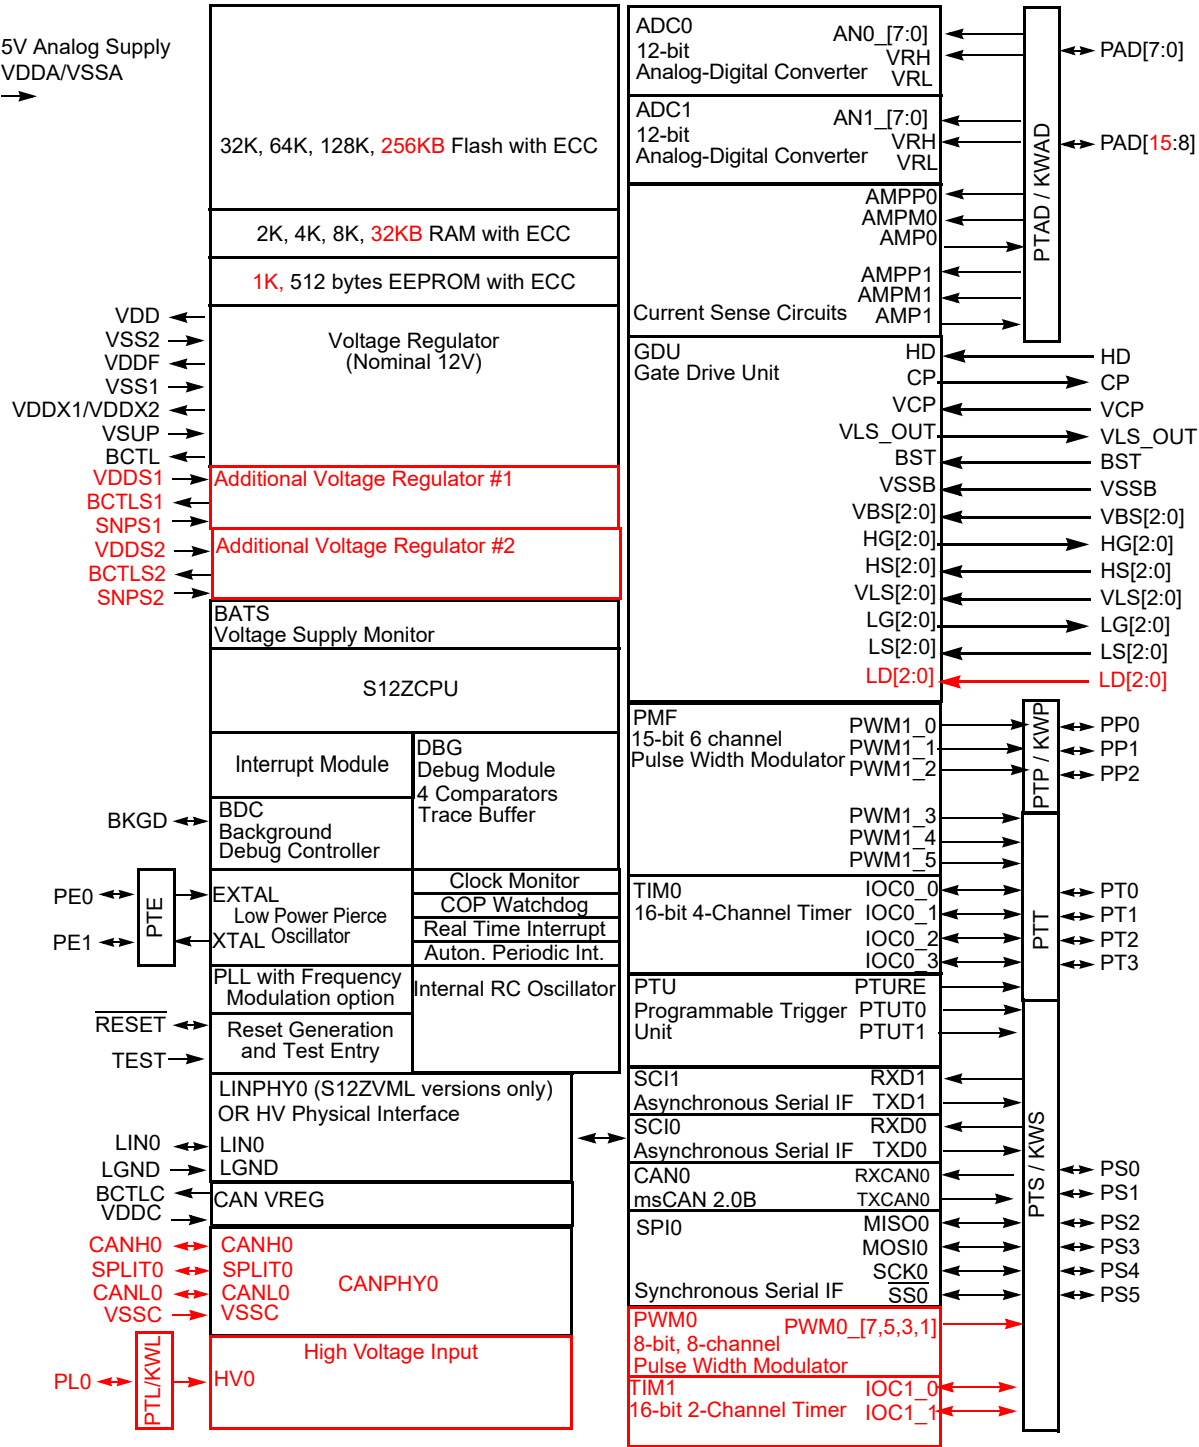 5V Analog Supply
VDDA/VSSA
32K, 64K, 128K, 256KB Flash with ECC
2K, 4K, 8K, 32KB RAM with ECC
1K, 512 bytes EEPROM with ECC
VDD
VSS2
VDDF
VSS1
VDDX1/VDDX2
VSUP
BCTL
Voltage Regulator
(Nominal 12V)
VDDS1
BCTLS1
SNPS1
Additional Voltage Regulator #1
VDDS2
BCTLS2
SNPS2
Additional Voltage Regulator #2
BATS
Voltage Supply Monitor
S12ZCPU
Interrupt Module
DBG
Debug Module
4 Comparators
Trace Buffer
BKGD
BDC
Background
Debug Controller
PE0
PE1
PTE
EXTAL
Low Power Pierce
XTAL Oscillator
Clock Monitor
COP Watchdog
Real Time Interrupt
Auton. Periodic Int.
PLL with Frequency
Modulation option
Internal RC Oscillator
RESET
TEST
Reset Generation
and Test Entry
LINPHY0 (S12ZVML versions only)
OR HV Physical Interface
LIN0
LIN0
LGND
LGND
BCTLC
VDDC
CAN VREG
CANH0
CANH0
SPLIT0
SPLIT0
CANL0
CANL0
VSSC
VSSC
CANPHY0
PL0
PTL/KWL
High Voltage Input
HV0
ADC0
12-bit
Analog-Digital Converter
AN0_[7:0]
VRH
VRL
ADC1
12-bit
Analog-Digital Converter
AN1_[7:0]
VRH
VRL
AMPP0
AMPM0
AMP0
AMPP1
AMPM1
AMP1
Current Sense Circuits
PTAD / KWAD
PAD[7:0]
PAD[15:8]
GDU
Gate Drive Unit
HD
CP
VCP
VLS_OUT
BST
VSSB
VBS[2:0]
HG[2:0]
HS[2:0]
VLS[2:0]
LG[2:0]
LS[2:0]
LD[2:0]
HD
CP
VCP
VLS_OUT
BST
VSSB
VBS[2:0]
HG[2:0]
HS[2:0]
VLS[2:0]
LG[2:0]
LS[2:0]
LD[2:0]
PMF
15-bit 6 channel
Pulse Width Modulator
PWM1_0
PWM1_1
PWM1_2
PWM1_3
PWM1_4
PWM1_5
PTP / KWP
PP0
PP1
PP2
TIM0
16-bit 4-Channel Timer
IOC0_0
IOC0_1
IOC0_2
IOC0_3
PTT
PT0
PT1
PT2
PT3
PTU
Programmable Trigger
Unit
PTURE
PTUT0
PTUT1
SCI1
Asynchronous Serial IF
RXD1
TXD1
SCI0
Asynchronous Serial IF
RXD0
TXD0
CAN0
msCAN 2.0B
RXCAN0
TXCAN0
SPI0
Synchronous Serial IF
MISO0
MOSI0
SCK0
SS0
PTS / KWS
PS0
PS1
PS2
PS3
PS4
PS5
PWM0
8-bit, 8-channel
Pulse Width Modulator
PWM0_[7,5,3,1]
TIM1
16-bit 2-Channel Timer
IOC1_0
IOC1_1